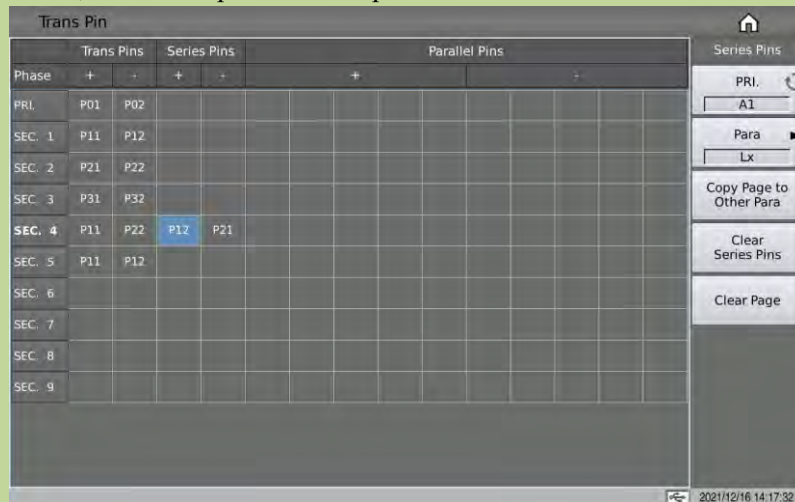 Trans Pin
Trans Pins Series Pins Parallel Pins
Phase + - + - + -
PRI. P01 P02
SEC. 1 P11 P12
SEC. 2 P21 P22
SEC. 3 P31 P32
SEC. 4 P11 P22 P12 P21
SEC. 5 P11 P12
SEC. 6
SEC. 7
SEC. 8
SEC. 9
Series Pins
PRI.
A1
Para
Lx
Copy Page to
Other Para
Clear
Series Pins
Clear Page
2021/12/16 14:17:32